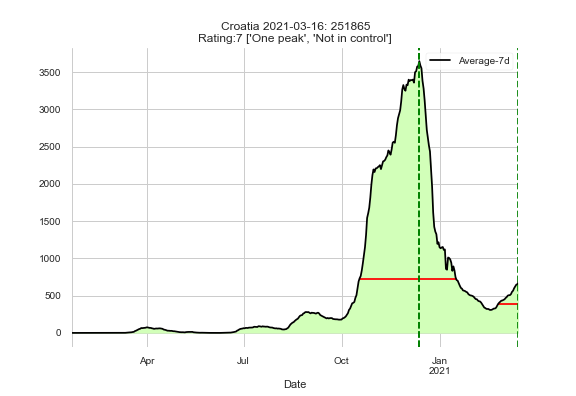 Croatia 2021-03-16: 251865
Rating:7 ['One peak', 'Not in control']
Average-7d
3500
3000
2500
2000
1500
1000
500
0
Apr
Jul
Oct
Jan
2021
Date